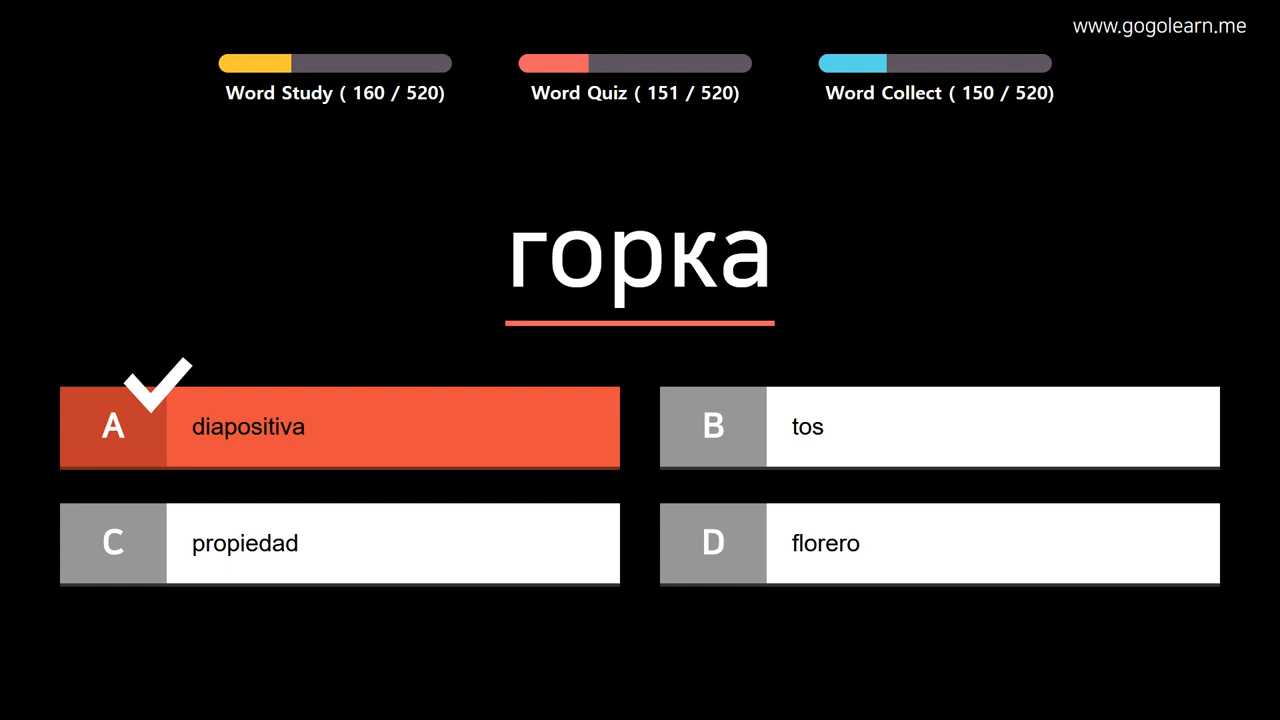 www.gogolearn.me
Word Study ( 160 / 520)
Word Quiz ( 151 / 520)
Word Collect ( 150 / 520)
горка
A diapositiva
B tos
C propiedad
D florero